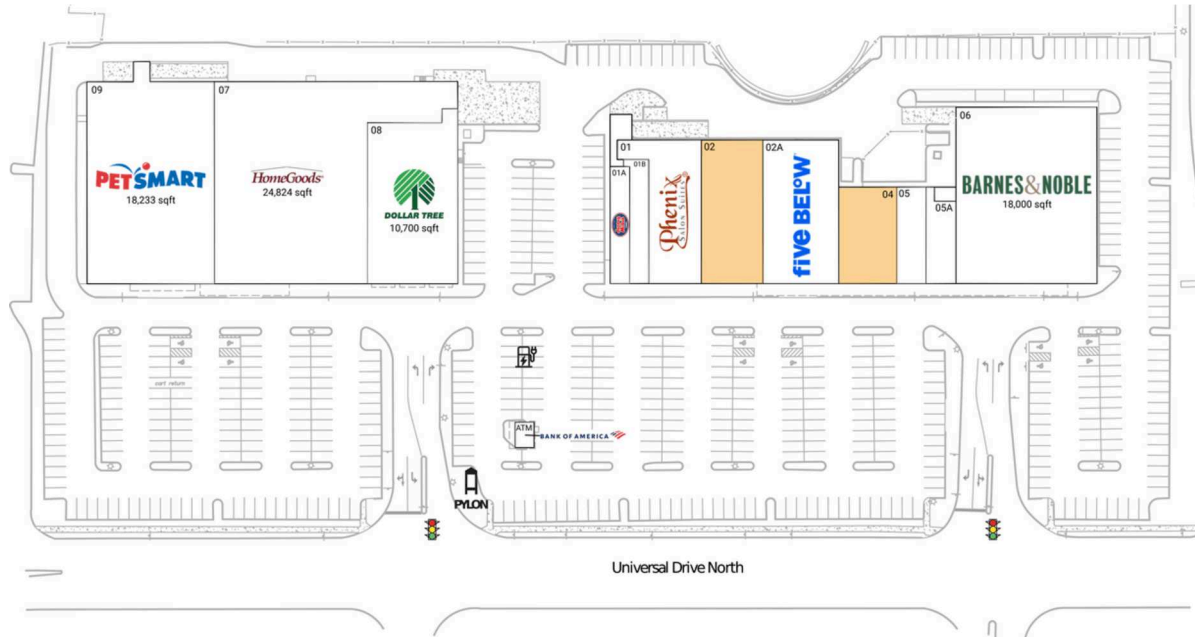 09
07
08
PETSMART
18,233 sqft
HomeGoods
24,824 sqft
DOLLAR TREE
10,700 sqft
01
01A
01B
Phenix
Salon Suites
02
02A
five BELOW
04
05
05A
06
BARNES&NOBLE
18,000 sqft
cart return
ATM
BANK OF AMERICA
PYLON
Universal Drive North